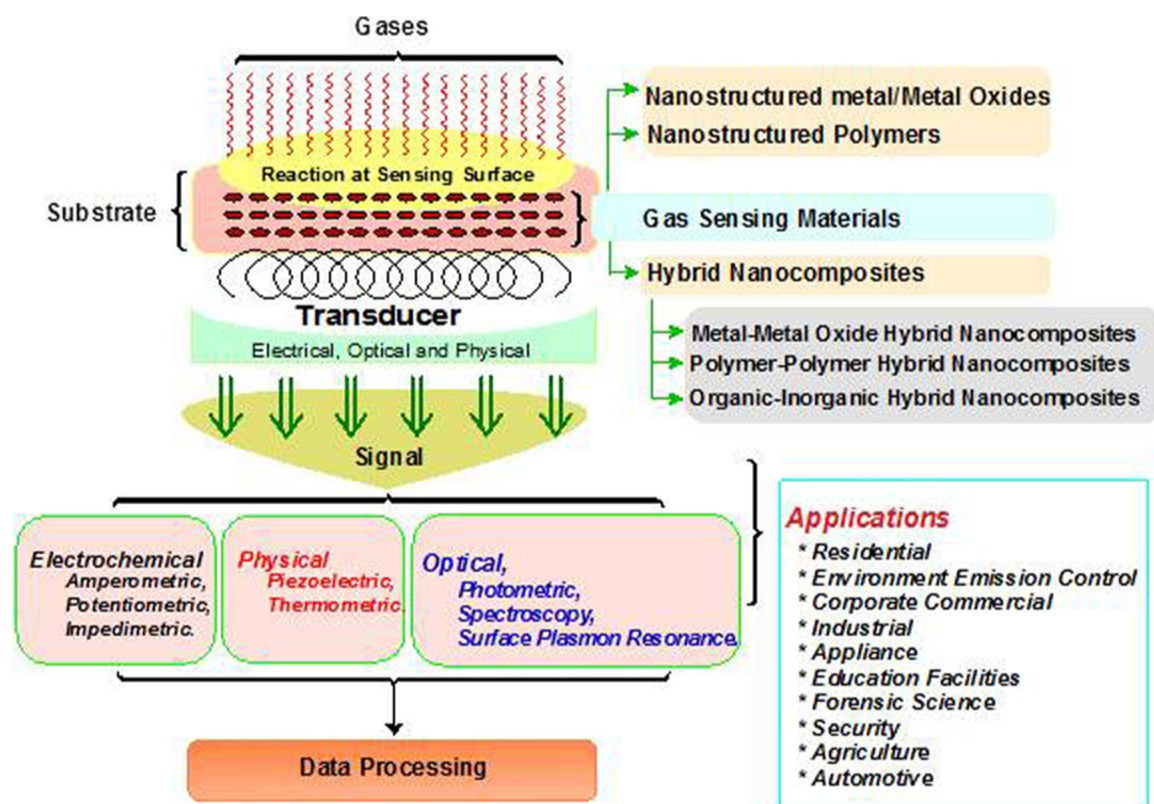 Gases
Reaction at Sensing Surface
Substrate
Transducer
Electrical, Optical and Physical
Nanostructured metal/Metal Oxides
Nanostructured Polymers
Gas Sensing Materials
Hybrid Nanocomposites
Metal-Metal Oxide Hybrid Nanocomposites
Polymer-Polymer Hybrid Nanocomposites
Organic-Inorganic Hybrid Nanocomposites
Signal
Electrochemical
Amperometric,
Potentiometric,
Impedimetric.
Physical
Piezoelectric,
Thermometric.
Optical,
Photometric,
Spectroscopy,
Surface Plasmon Resonance.
Data Processing
Applications
* Residential
* Environment Emission Control
* Corporate Commercial
* Industrial
* Appliance
* Education Facilities
* Forensic Science
* Security
* Agriculture
* Automotive